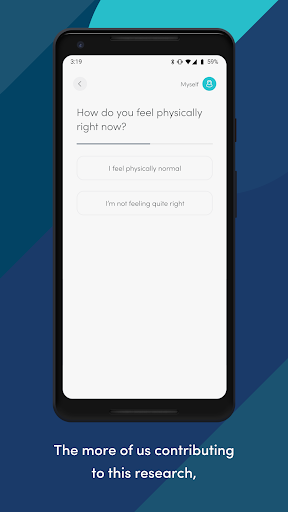 3:19
59%
Myself
How do you feel physically
right now?
I feel physically normal
I'm not feeling quite right
The more of us contributing
to this research,